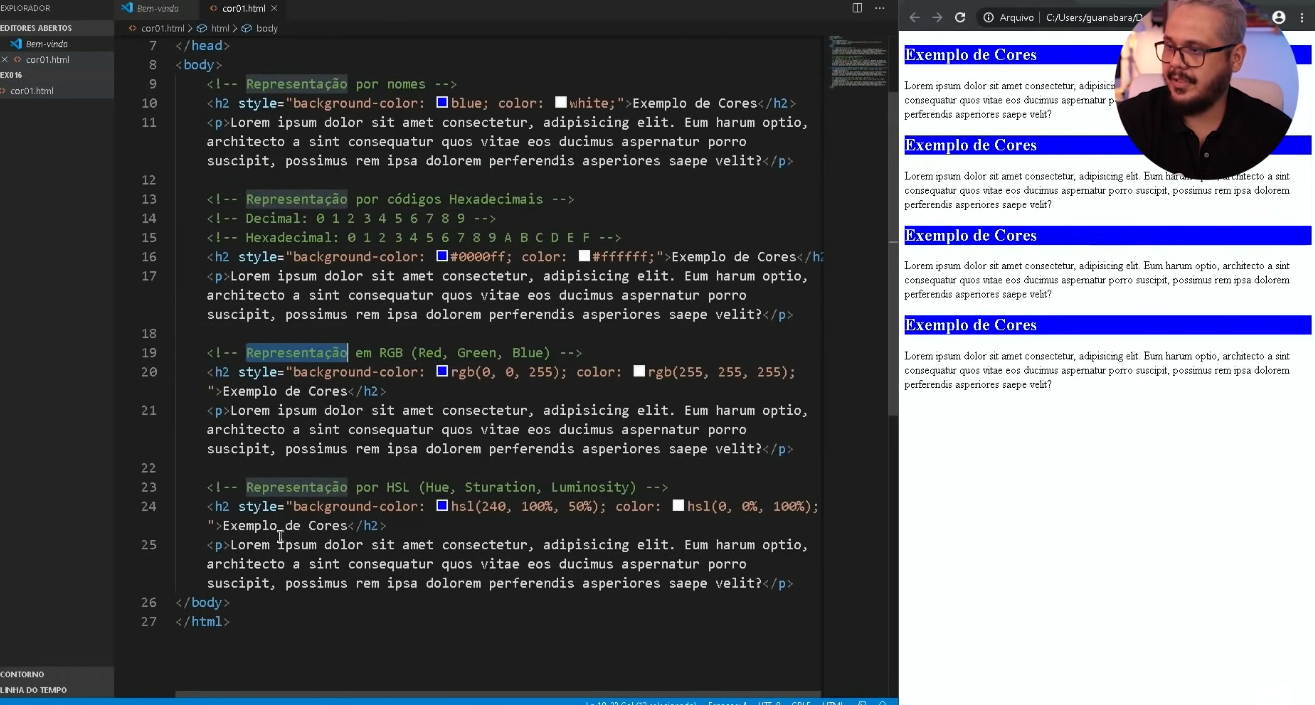 EXPLORADOR
EDITORES ABERTOS
Bem-vindo
× <> cor01.html
EX016
<> cor01.html
CONTORNO
LINHA DO TEMPO
Bem-vindo
<> cor01.html ×
<> cor01.html > html > body
7 </head>
8 <body>
9 <!-- Representação por nomes -->
10 <h2 style="background-color: blue; color: white;">Exemplo de Cores</h2>
11 <p>Lorem ipsum dolor sit amet consectetur, adipisicing elit. Eum harum optio,
architecto a sint consequatur quos vitae eos ducimus aspernatur porro
suscipit, possimus rem ipsa dolorem perferendis asperiores saepe velit?</p>
12
13 <!-- Representação por códigos Hexadecimais -->
14 <!-- Decimal: 0 1 2 3 4 5 6 7 8 9 -->
15 <!-- Hexadecimal: 0 1 2 3 4 5 6 7 8 9 A B C D E F -->
16 <h2 style="background-color: #0000ff; color: #ffffff;">Exemplo de Cores</h2
17 <p>Lorem ipsum dolor sit amet consectetur, adipisicing elit. Eum harum optio,
architecto a sint consequatur quos vitae eos ducimus aspernatur porro
suscipit, possimus rem ipsa dolorem perferendis asperiores saepe velit?</p>
18
19 <!-- Representação em RGB (Red, Green, Blue) -->
20 <h2 style="background-color: rgb(0, 0, 255); color: rgb(255, 255, 255);
">Exemplo de Cores</h2>
21 <p>Lorem ipsum dolor sit amet consectetur, adipisicing elit. Eum harum optio,
architecto a sint consequatur quos vitae eos ducimus aspernatur porro
suscipit, possimus rem ipsa dolorem perferendis asperiores saepe velit?</p>
22
23 <!-- Representação por HSL (Hue, Sturation, Luminosity) -->
24 <h2 style="background-color: hsl(240, 100%, 50%); color: hsl(0, 0%, 100%);
">Exemplo de Cores</h2>
25 <p>Lorem ipsum dolor sit amet consectetur, adipisicing elit. Eum harum optio,
architecto a sint consequatur quos vitae eos ducimus aspernatur porro
suscipit, possimus rem ipsa dolorem perferendis asperiores saepe velit?</p>
26 </body>
27 </html>
Arquivo | C:/Users/guanabara/D
Exemplo de Cores
Lorem ipsum dolor sit amet consectetur, adipisicing elit. Eum
consequatur quos vitae eos ducimus aspernatur p
perferendis asperiores saepe velit?
Exemplo de Cores
Lorem ipsum dolor sit amet consectetur, adipisicing elit. Eum harum optio, architecto a sint
consequatur quos vitae eos ducimus aspernatur porro suscipit, possimus rem ipsa dolorem
perferendis asperiores saepe velit?
Exemplo de Cores
Lorem ipsum dolor sit amet consectetur, adipisicing elit. Eum harum optio, architecto a sint
consequatur quos vitae eos ducimus aspernatur porro suscipit, possimus rem ipsa dolorem
perferendis asperiores saepe velit?
Exemplo de Cores
Lorem ipsum dolor sit amet consectetur, adipisicing elit. Eum harum optio, architecto a sint
consequatur quos vitae eos ducimus aspernatur porro suscipit, possimus rem ipsa dolorem
perferendis asperiores saepe velit?